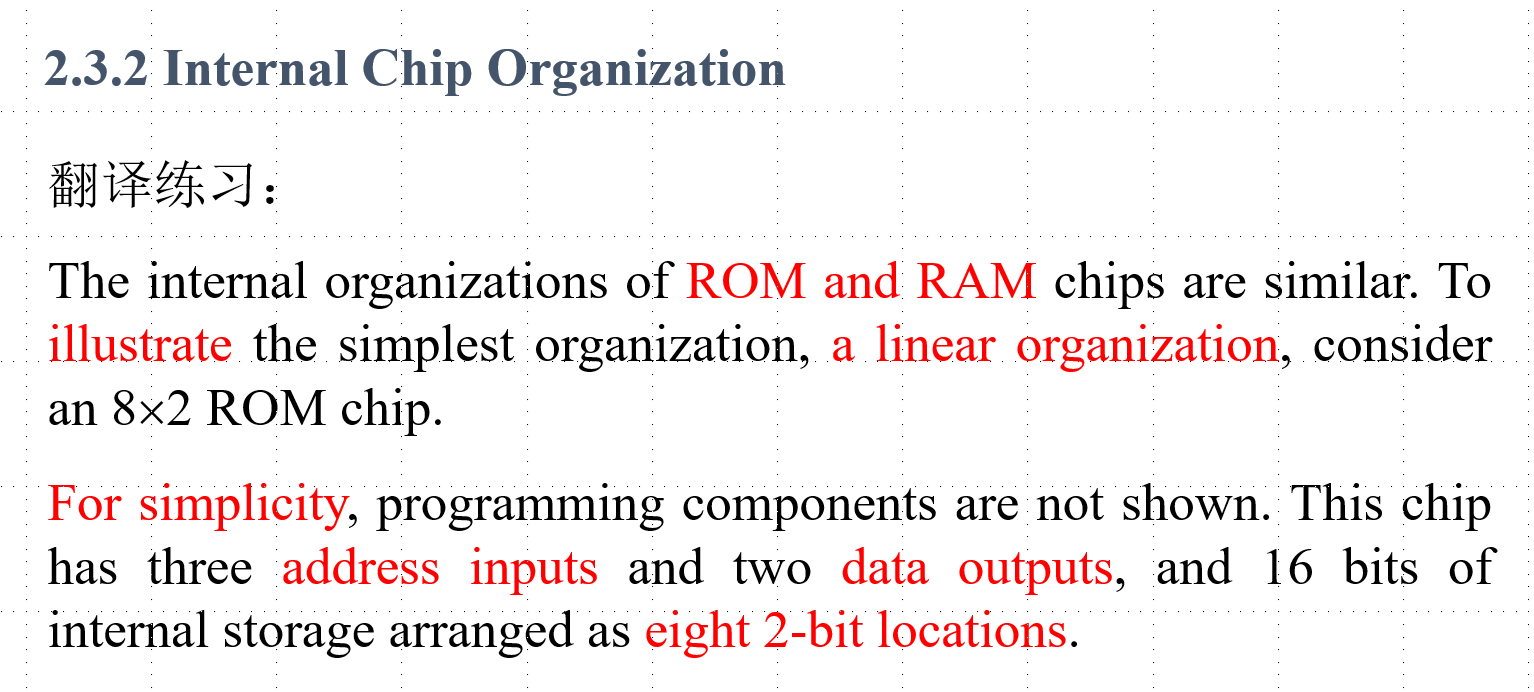 2.3.2 Internal Chip Organization
翻译练习：
The internal organizations of ROM and RAM chips are similar. To
illustrate the simplest organization, a linear organization, consider
an 8×2 ROM chip.
For simplicity, programming components are not shown. This chip
has three address inputs and two data outputs, and 16 bits of
internal storage arranged as eight 2-bit locations.